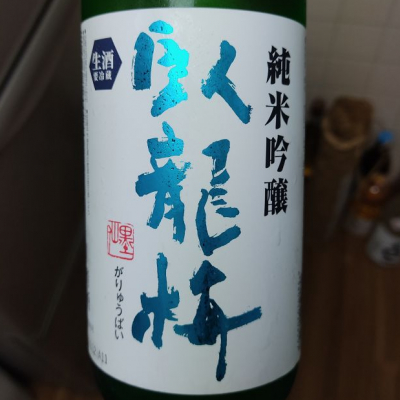 純米吟醸
臥龍梅
がりゅうばい
生酒
要冷蔵